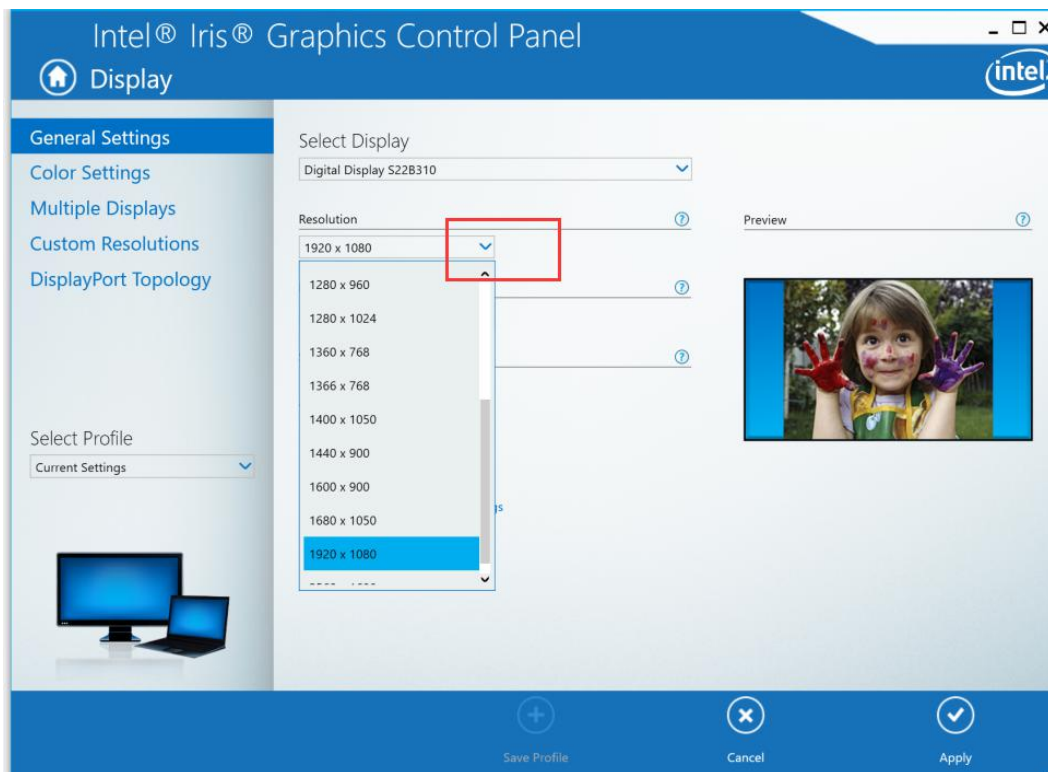 Intel® Iris® Graphics Control Panel
Display
intel
General Settings
Color Settings
Multiple Displays
Custom Resolutions
DisplayPort Topology
Select Profile
Current Settings
Select Display
Digital Display S22B310
Resolution
1920 x 1080
1280 x 960
1280 x 1024
1360 x 768
1366 x 768
1400 x 1050
1440 x 900
1600 x 900
1680 x 1050
1920 x 1080
Preview
Save Profile
Cancel
Apply